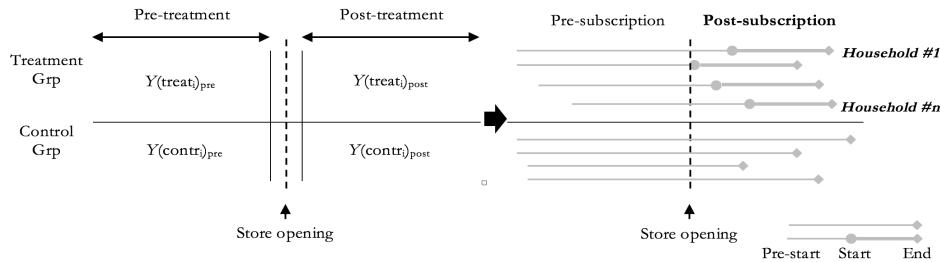 Pre-treatment
Post-treatment
Pre-subscription
Post-subscription
Treatment
Grp
Y(treatᵢ)pre
Y(treatᵢ)post
Household #1
Household #n
Control
Grp
Y(contrᵢ)pre
Y(contrᵢ)post
Store opening
Store opening
Pre-start
Start
End